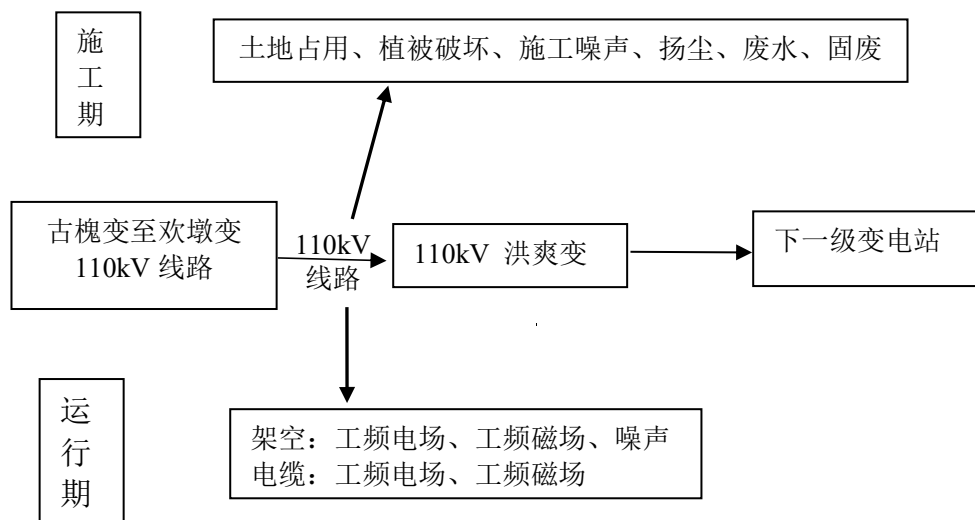 施
工
期
土地占用、植被破坏、施工噪声、扬尘、废水、固废
古槐变至欢墩变
110kV 线路
110kV
线路
110kV 洪爽变
下一级变电站
运
行
期
架空：工频电场、工频磁场、噪声
电缆：工频电场、工频磁场